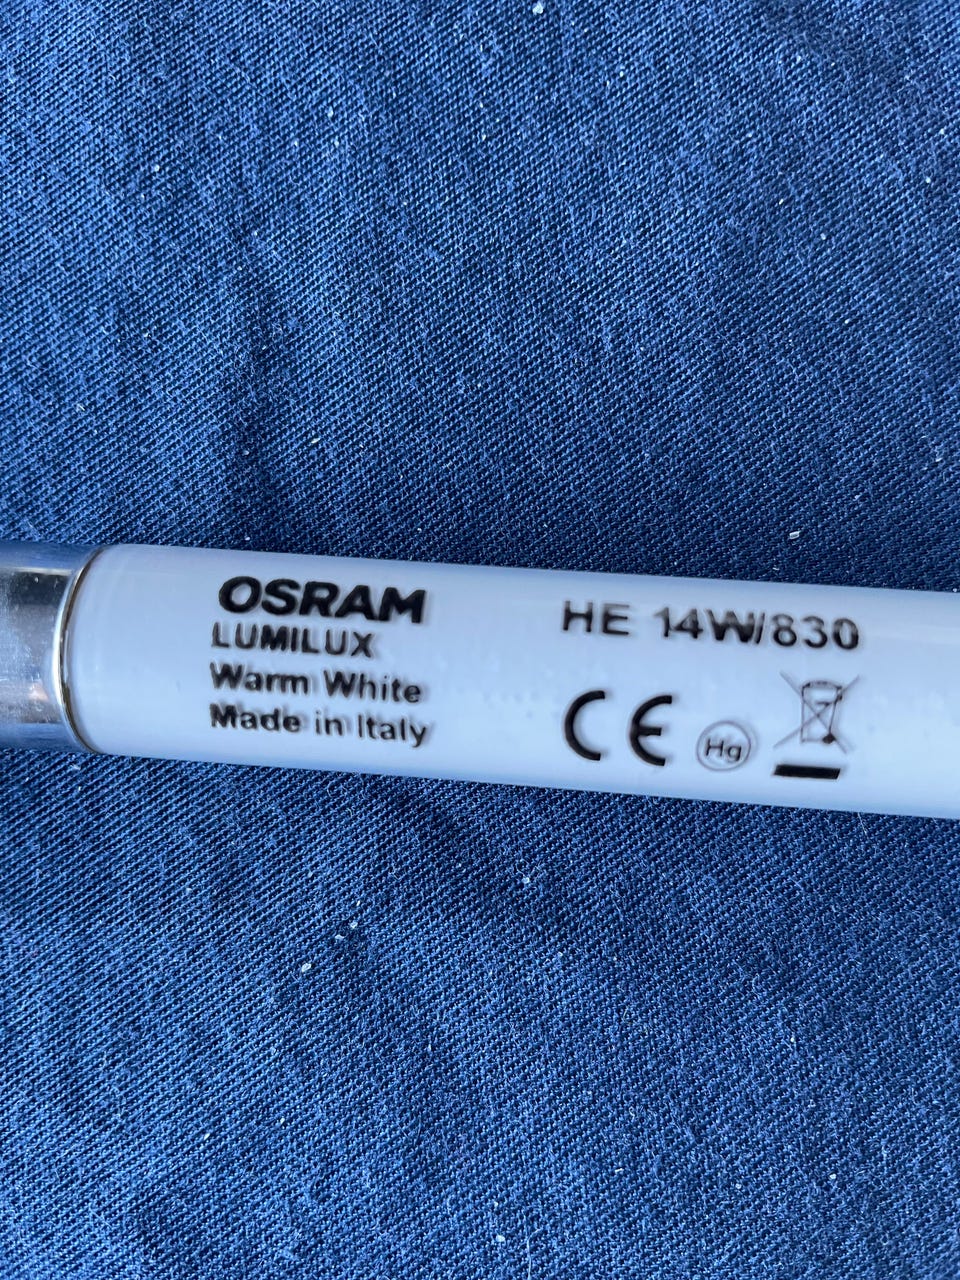 OSRAM
LUMILUX
Warm White
Made in Italy
HE 14W/830
CE
Hg